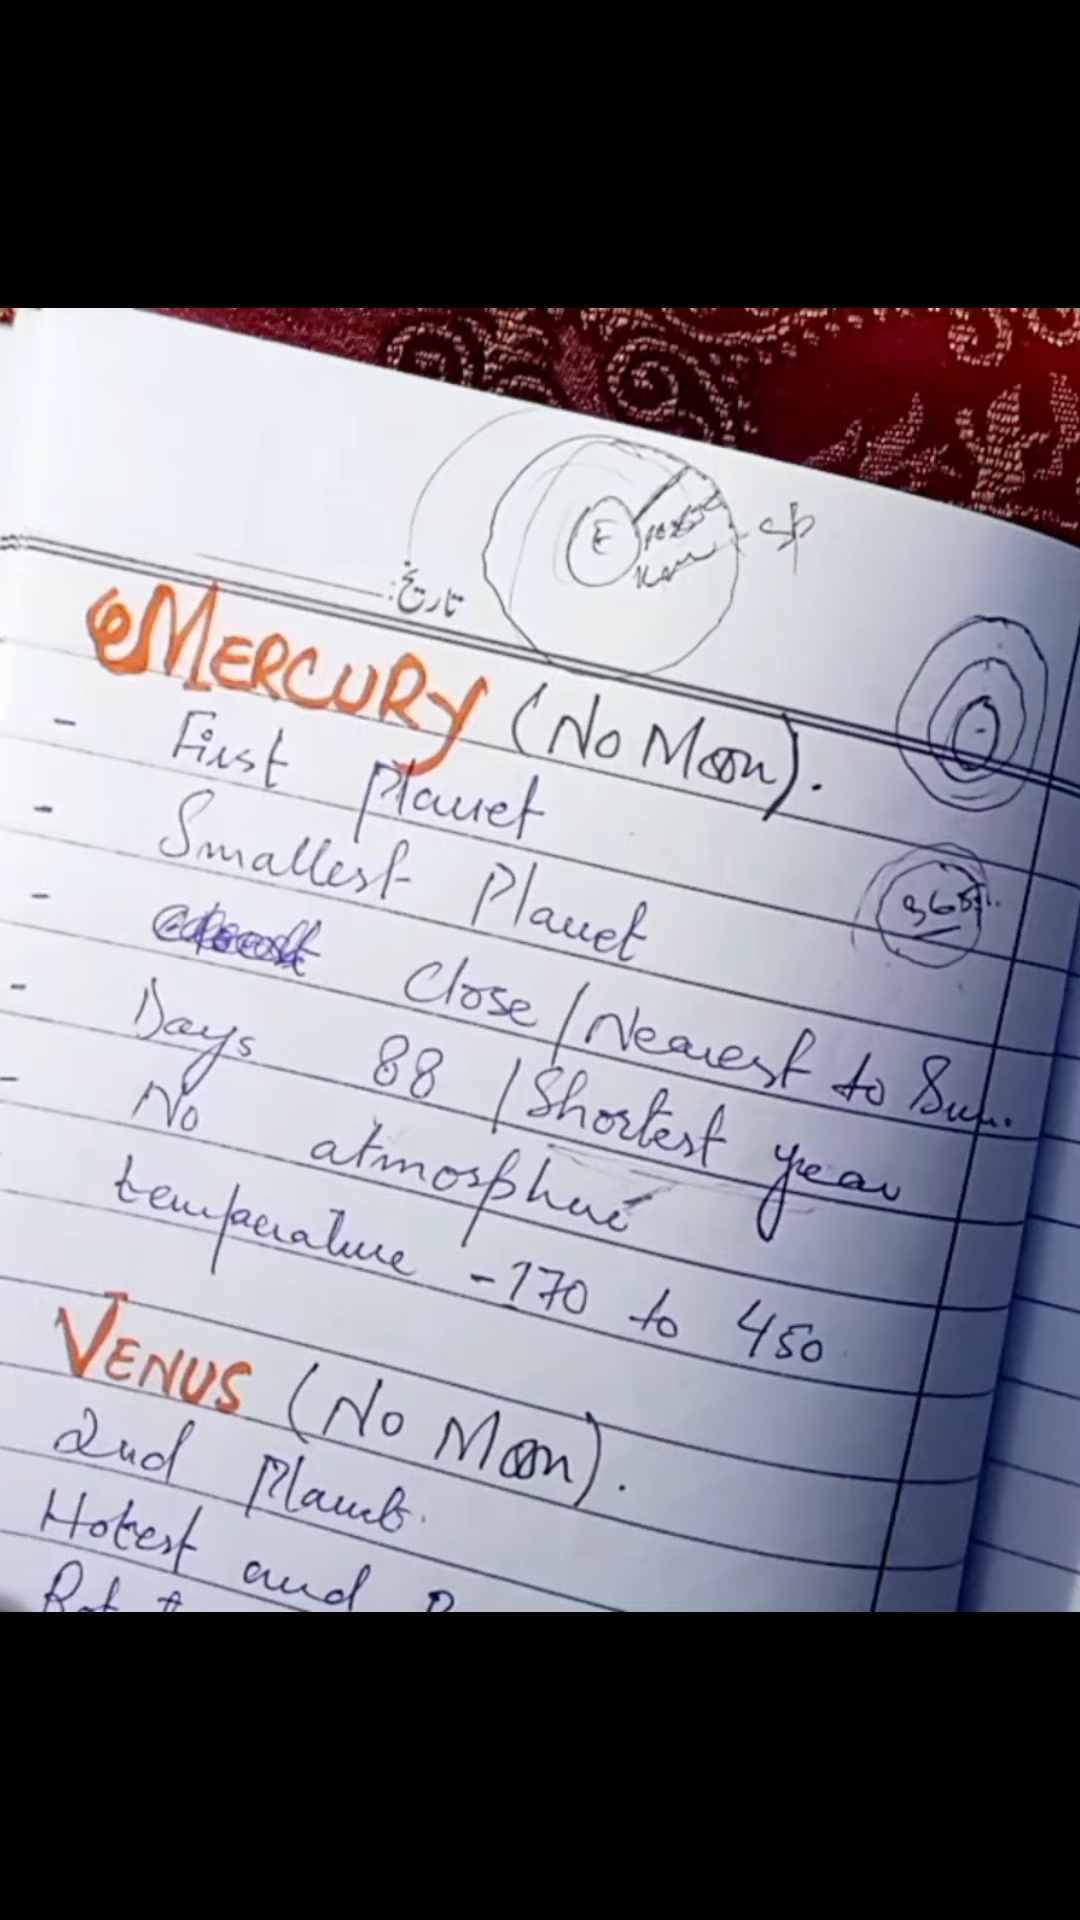 E
تاریخ:
MERCURY (No Moon).
- First Planet
- Smallest Planet
- Close / Nearest to Sun.
- Days 88 / Shortest year
- No atmosphere
temperature -170 to 450
VENUS (No Moon).
2nd Planet.
Hotest and